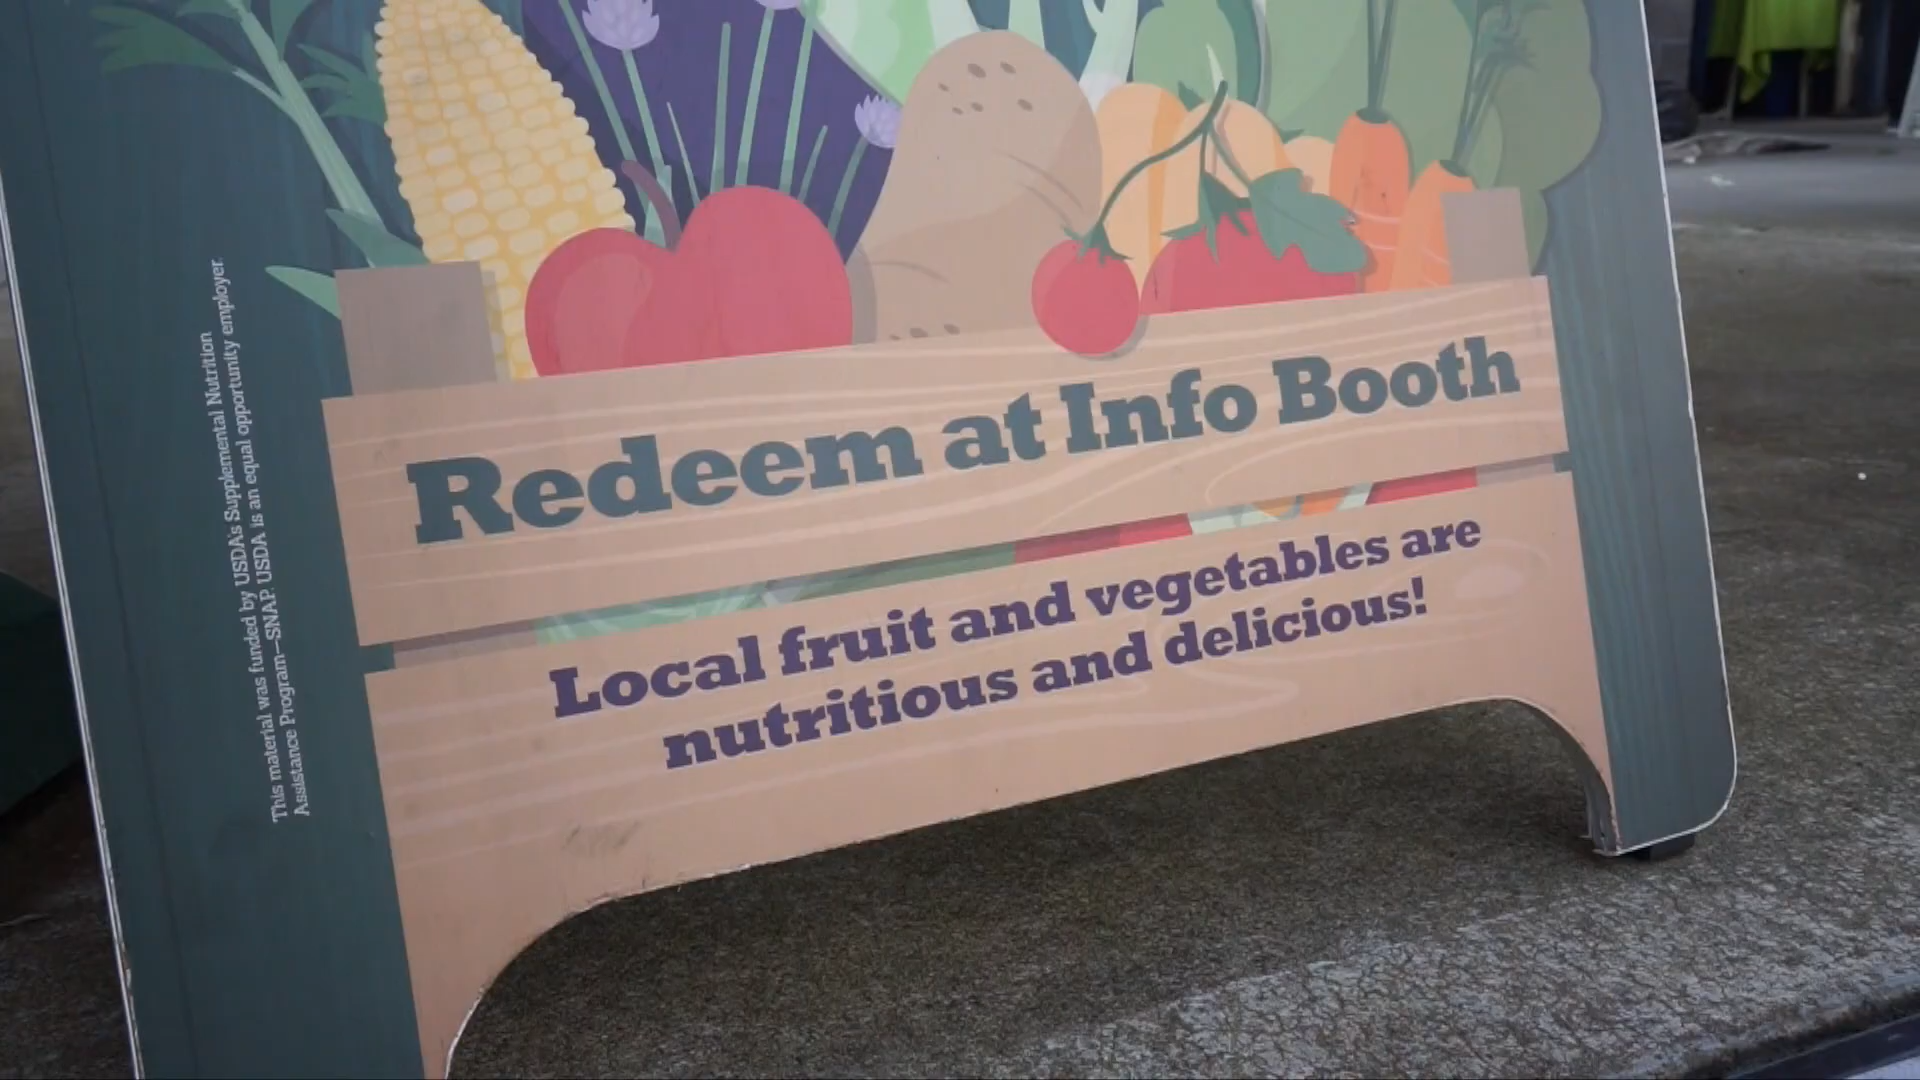 Redeem at Info Booth
Local fruit and vegetables are
nutritious and delicious!
This material was funded by USDA's Supplemental Nutrition
Assistance Program—SNAP. USDA is an equal opportunity employer.